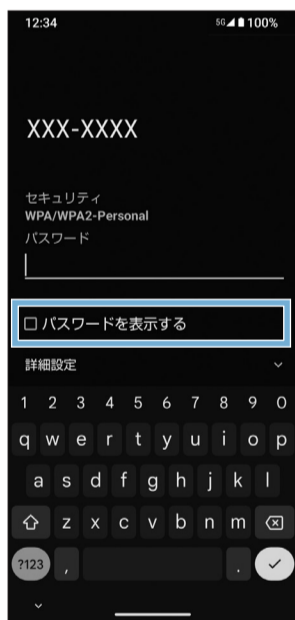 12:34 5G 100%
XXX-XXXX
セキュリティ
WPA/WPA2-Personal
パスワード
パスワードを表示する
詳細設定
1 2 3 4 5 6 7 8 9 0
q w e r t y u i o p
a s d f g h j k l
z x c v b n m
?123 , .